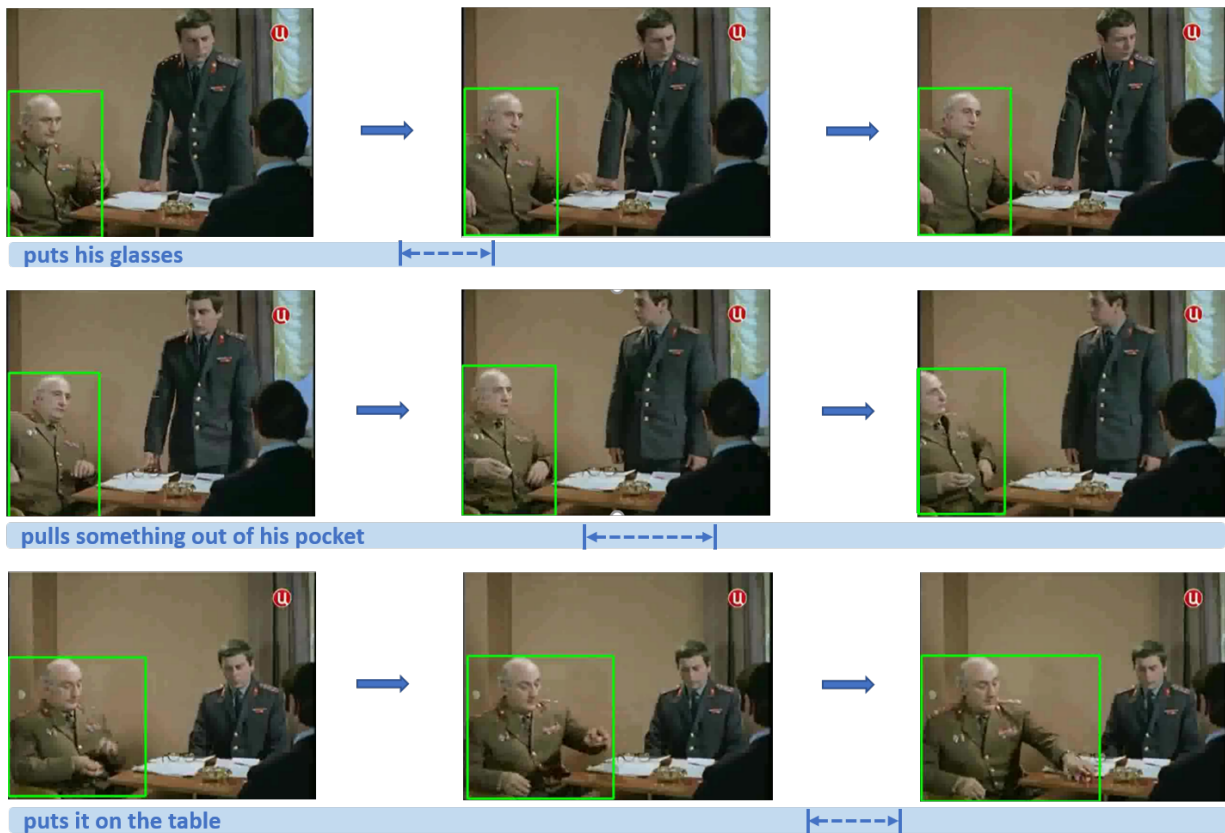 ц
ц
ц
puts his glasses
ц
ц
ц
pulls something out of his pocket
ц
ц
ц
puts it on the table